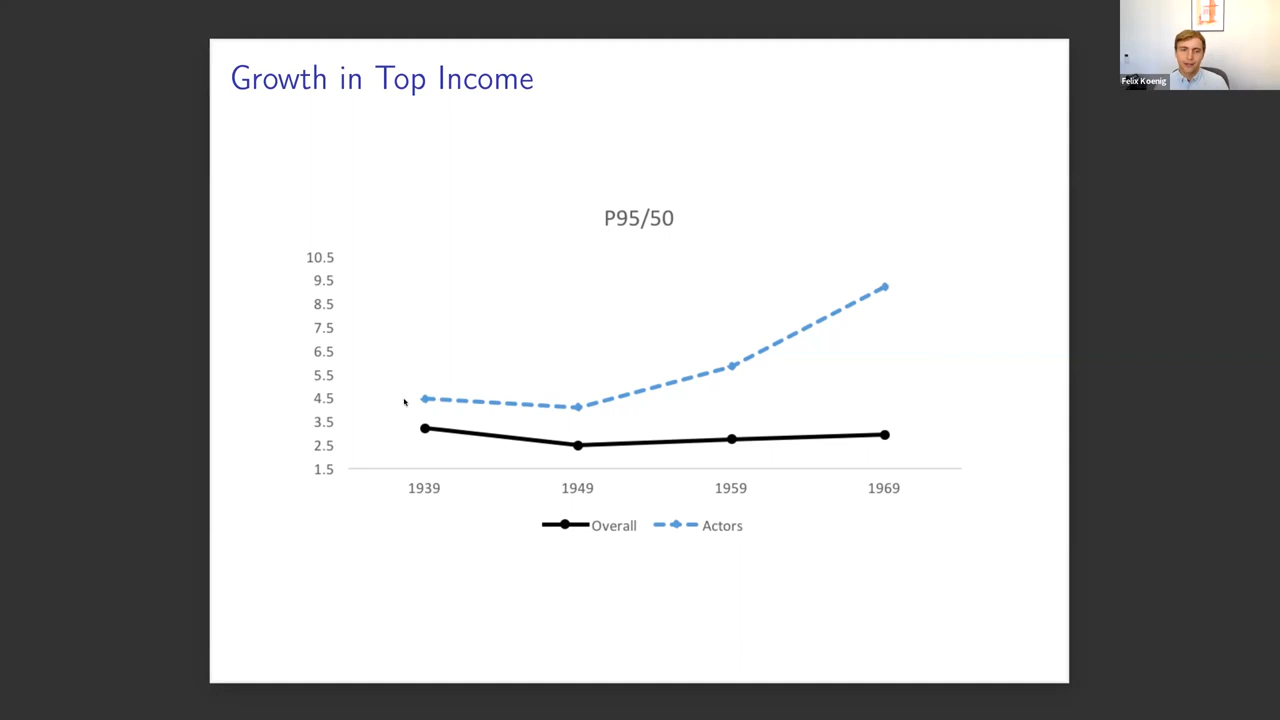 Growth in Top Income
Felix Koenig
P95/50
10.5
9.5
8.5
7.5
6.5
5.5
4.5
3.5
2.5
1.5
1939 1949 1959 1969
Overall Actors